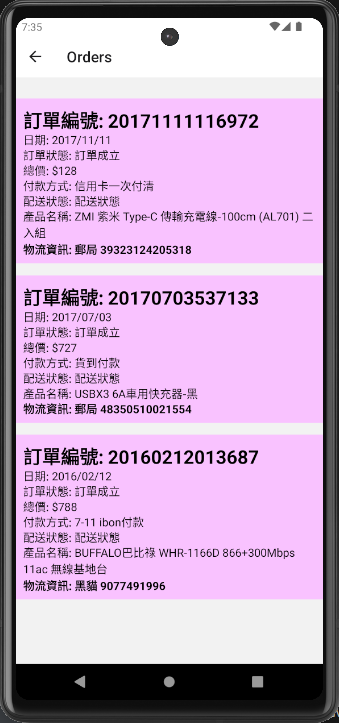 7:35
Orders
訂單編號: 20171111116972
日期: 2017/11/11
訂單狀態: 訂單成立
總價: $128
付款方式: 信用卡一次付清
配送狀態: 配送狀態
產品名稱: ZMI 紫米 Type-C 傳輸充電線-100cm (AL701) 二
入組
物流資訊: 郵局 39323124205318
訂單編號: 20170703537133
日期: 2017/07/03
訂單狀態: 訂單成立
總價: $727
付款方式: 貨到付款
配送狀態: 配送狀態
產品名稱: USBX3 6A車用快充器-黑
物流資訊: 郵局 48350510021554
訂單編號: 20160212013687
日期: 2016/02/12
訂單狀態: 訂單成立
總價: $788
付款方式: 7-11 ibon付款
配送狀態: 配送狀態
產品名稱: BUFFALO巴比祿 WHR-1166D 866+300Mbps
11ac 無線基地台
物流資訊: 黑貓 9077491996